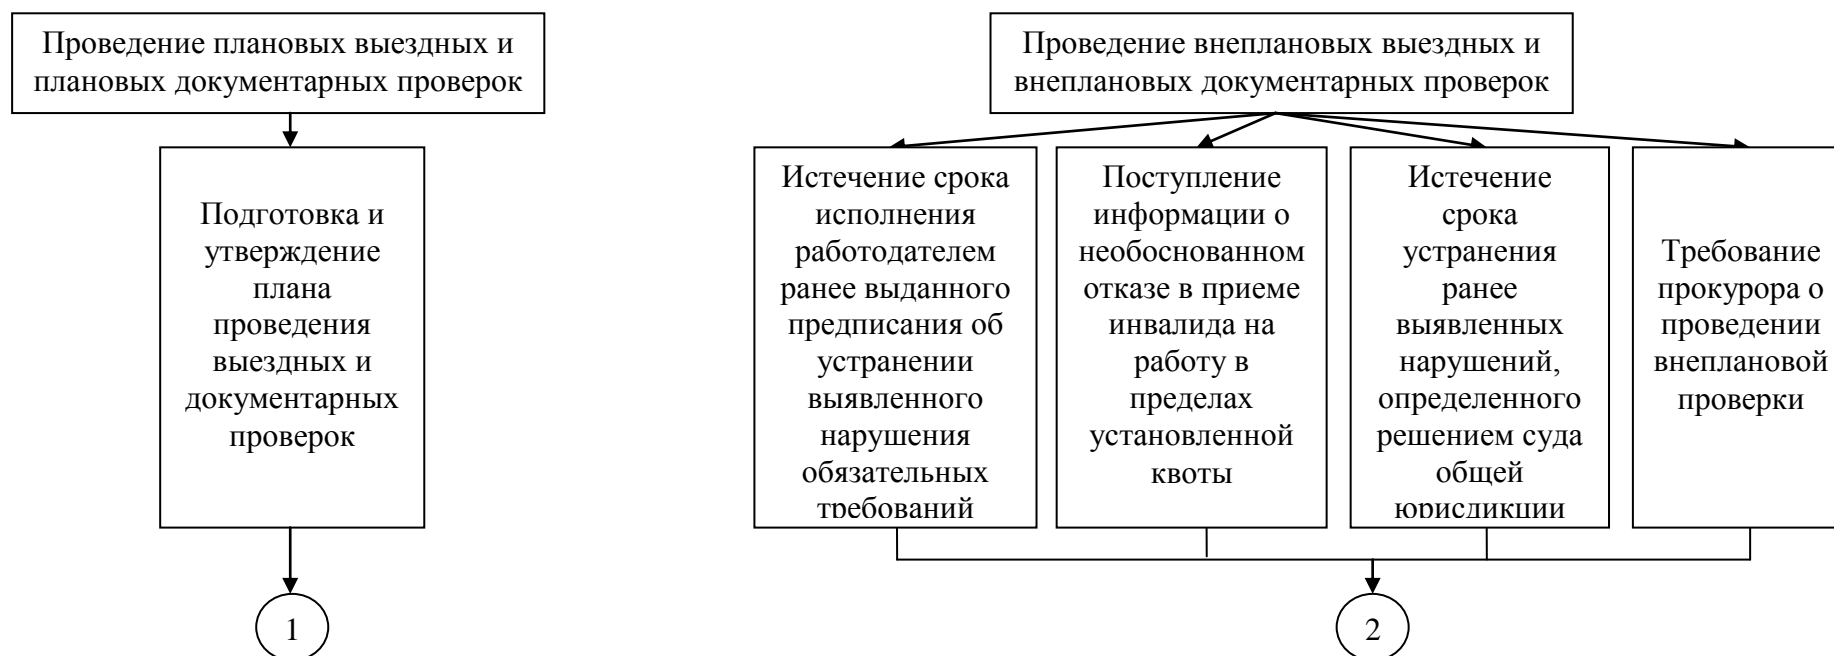 Проведение плановых выездных и
плановых документарных проверок
Подготовка и
утверждение
плана
проведения
выездных и
документарных
проверок
1
Проведение внеплановых выездных и
внеплановых документарных проверок
Истечение срока
исполнения
работодателем
ранее выданного
предписания об
устранении
выявленного
нарушения
обязательных
требований
Поступление
информации о
необоснованном
отказе в приеме
инвалида на
работу в
пределах
установленной
квоты
Истечение
срока
устранения
ранее
выявленных
нарушений,
определенного
решением суда
общей
юрисдикции
Требование
прокурора о
проведении
внеплановой
проверки
2